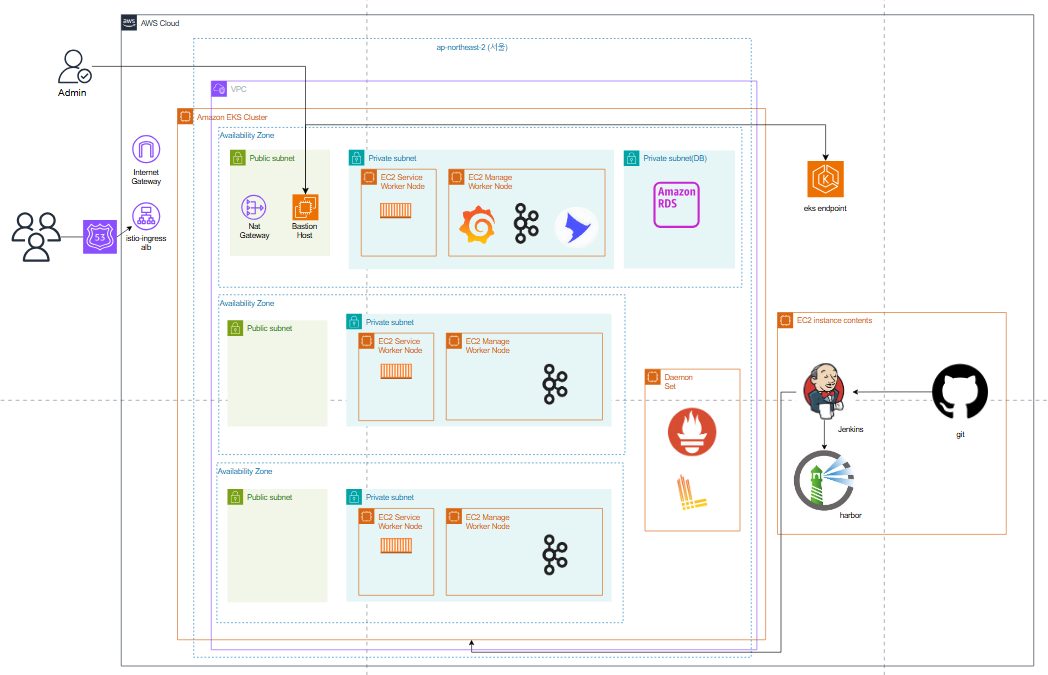 aws
AWS Cloud
ap-northeast-2 (서울)
Admin
VPC
Amazon EKS Cluster
Availability Zone
Public subnet
Private subnet
Private subnet(DB)
EC2 Service
Worker Node
EC2 Manage
Worker Node
Amazon
RDS
Internet
Gateway
Nat
Gateway
Bastion
Host
K
eks endpoint
53
istio-ingress
alb
Availability Zone
Public subnet
Private subnet
EC2 Service
Worker Node
EC2 Manage
Worker Node
EC2 instance contents
Daemon
Set
Jenkins
git
Availability Zone
Public subnet
Private subnet
EC2 Service
Worker Node
EC2 Manage
Worker Node
harbor